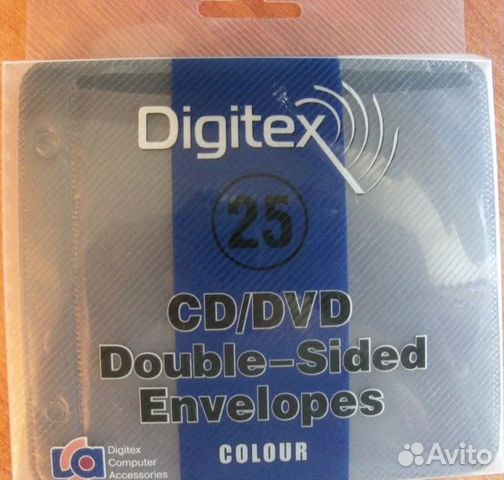 Digitex
25
CD/DVD
Double-Sided
Envelopes
COLOUR
Digitex
Computer
Accessories
Avito